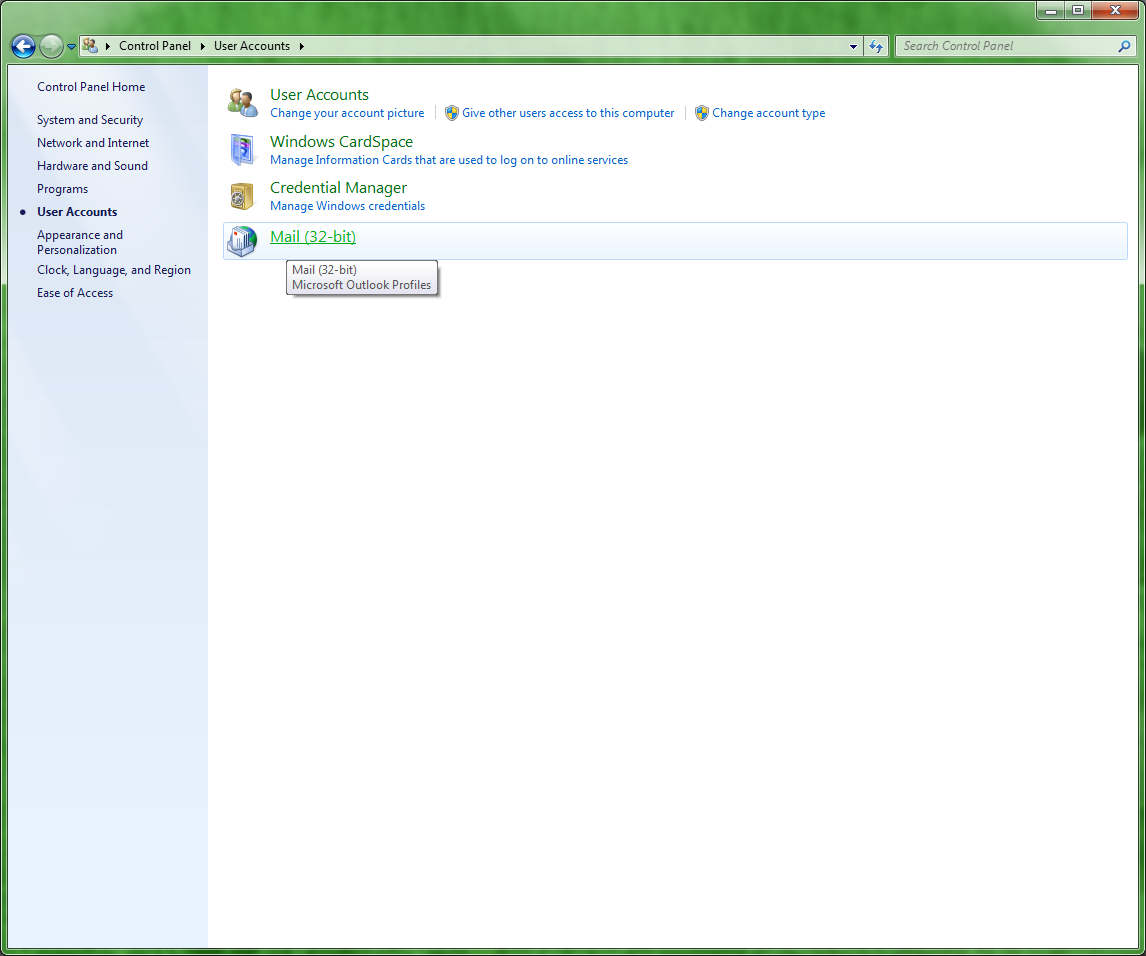 Control Panel
User Accounts
Search Control Panel
Control Panel Home
System and Security
Network and Internet
Hardware and Sound
Programs
User Accounts
Appearance and
Personalization
Clock, Language, and Region
Ease of Access
User Accounts
Change your account picture
Give other users access to this computer
Change account type
Windows CardSpace
Manage Information Cards that are used to log on to online services
Credential Manager
Manage Windows credentials
Mail (32-bit)
Mail (32-bit)
Microsoft Outlook Profiles